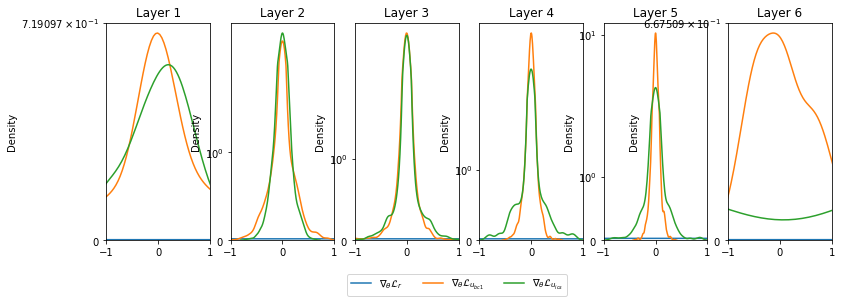 Layer 1 Layer 2 Layer 3 Layer 4 Layer 5 Layer 6
7.19097 × 10⁻¹ 10¹ 6.67509 × 10⁻¹
Density Density Density Density Density Density
10⁰ 10⁰ 10⁰ 10⁰
0 0 0 0 0 0
−1 0 1 −1 0 1 −1 0 1 −1 0 1 −1 0 1 −1 0 1
∇θℒr ∇θℒu_bc1 ∇θℒu_ics